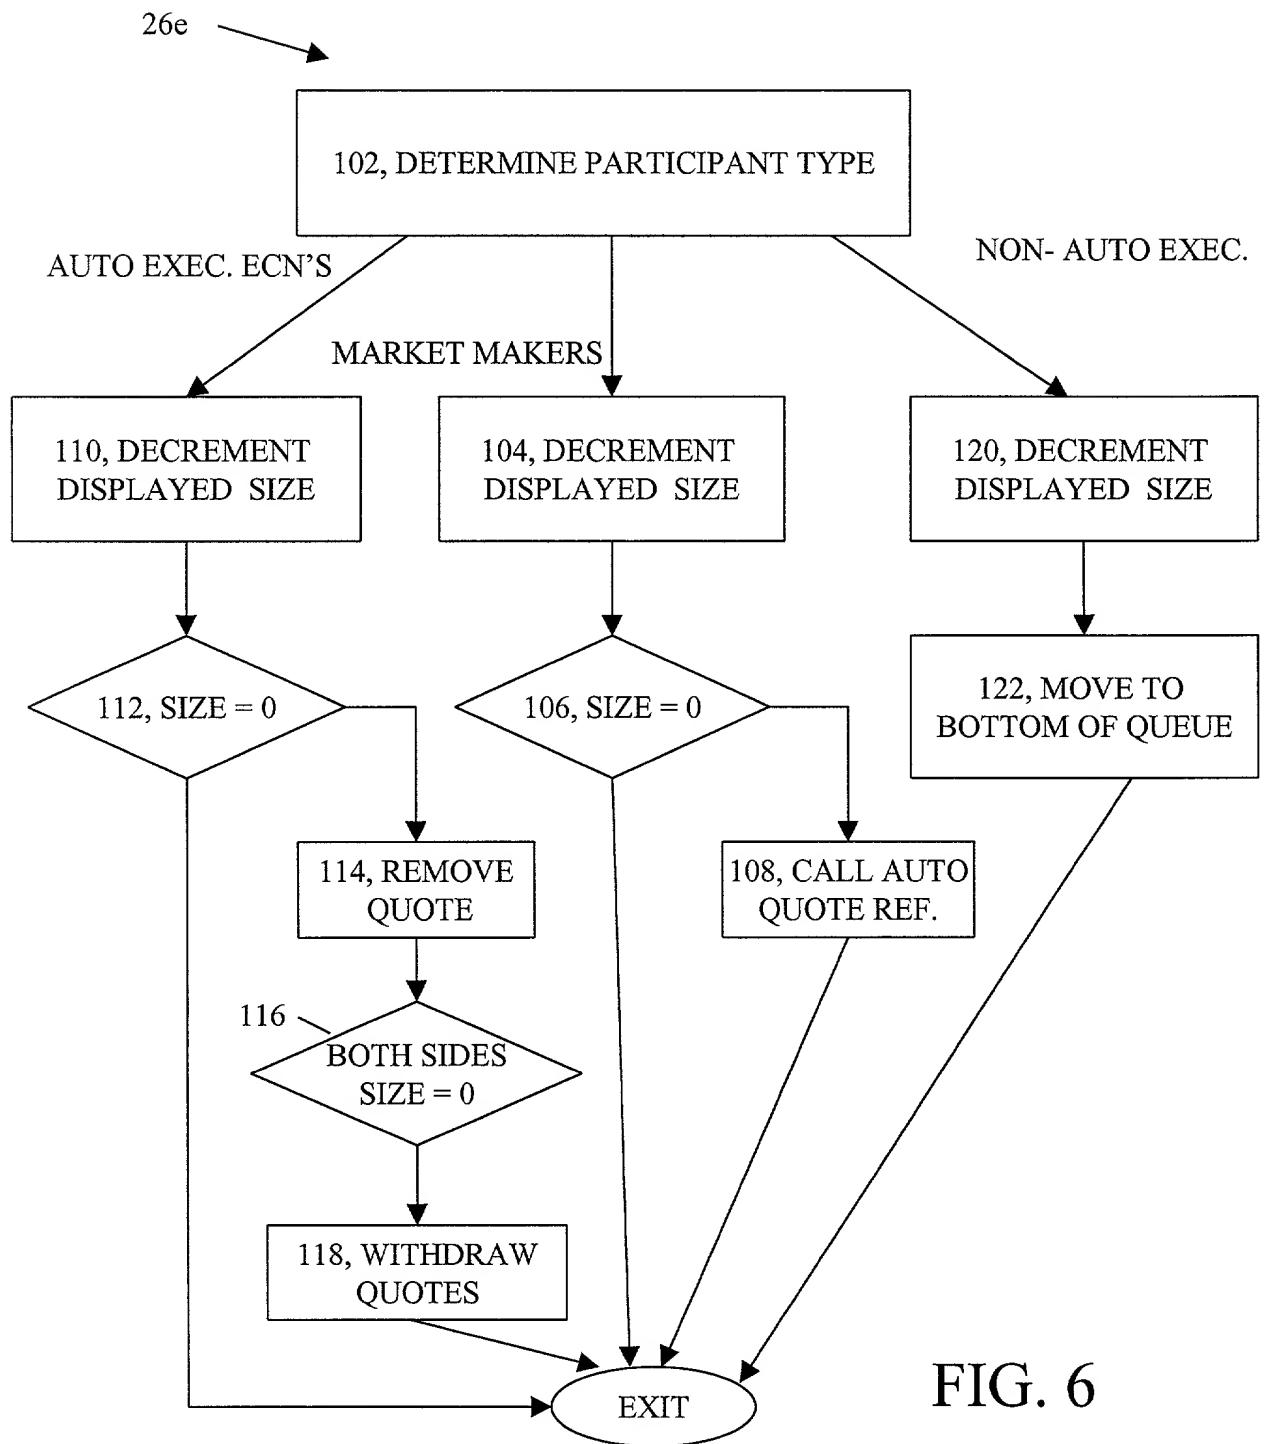 26e
102, DETERMINE PARTICIPANT TYPE
AUTO EXEC. ECN'S
NON- AUTO EXEC.
MARKET MAKERS
110, DECREMENT
DISPLAYED SIZE
104, DECREMENT
DISPLAYED SIZE
120, DECREMENT
DISPLAYED SIZE
112, SIZE = 0
106, SIZE = 0
122, MOVE TO
BOTTOM OF QUEUE
114, REMOVE
QUOTE
108, CALL AUTO
QUOTE REF.
116
BOTH SIDES
SIZE = 0
118, WITHDRAW
QUOTES
EXIT
FIG. 6